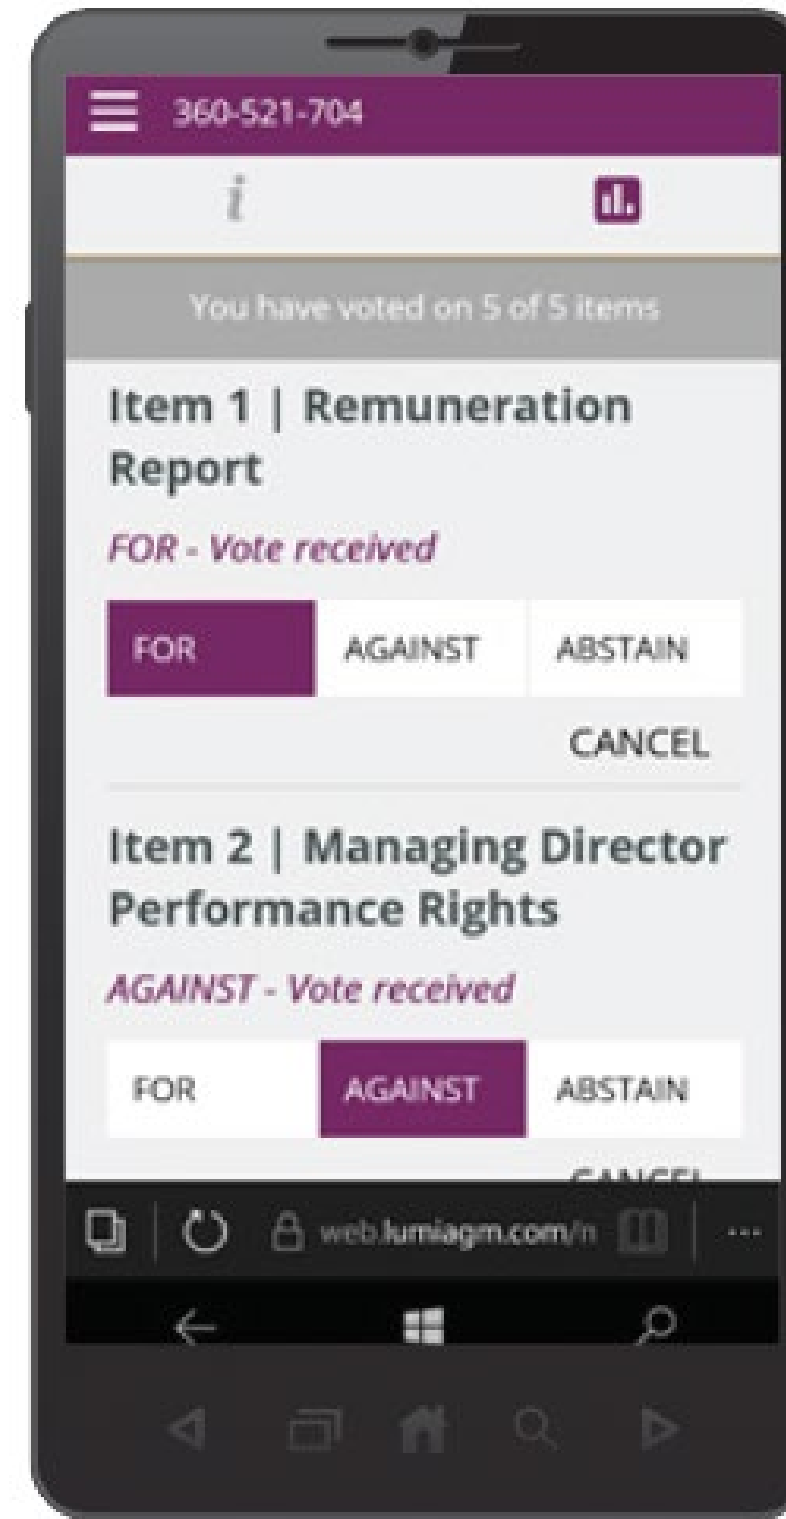 360-521-704
i
You have voted on 5 of 5 items
Item 1 | Remuneration
Report
FOR - Vote received
FOR AGAINST ABSTAIN
CANCEL
Item 2 | Managing Director
Performance Rights
AGAINST - Vote received
FOR AGAINST ABSTAIN
CANCEL
web.lumiagm.com/n